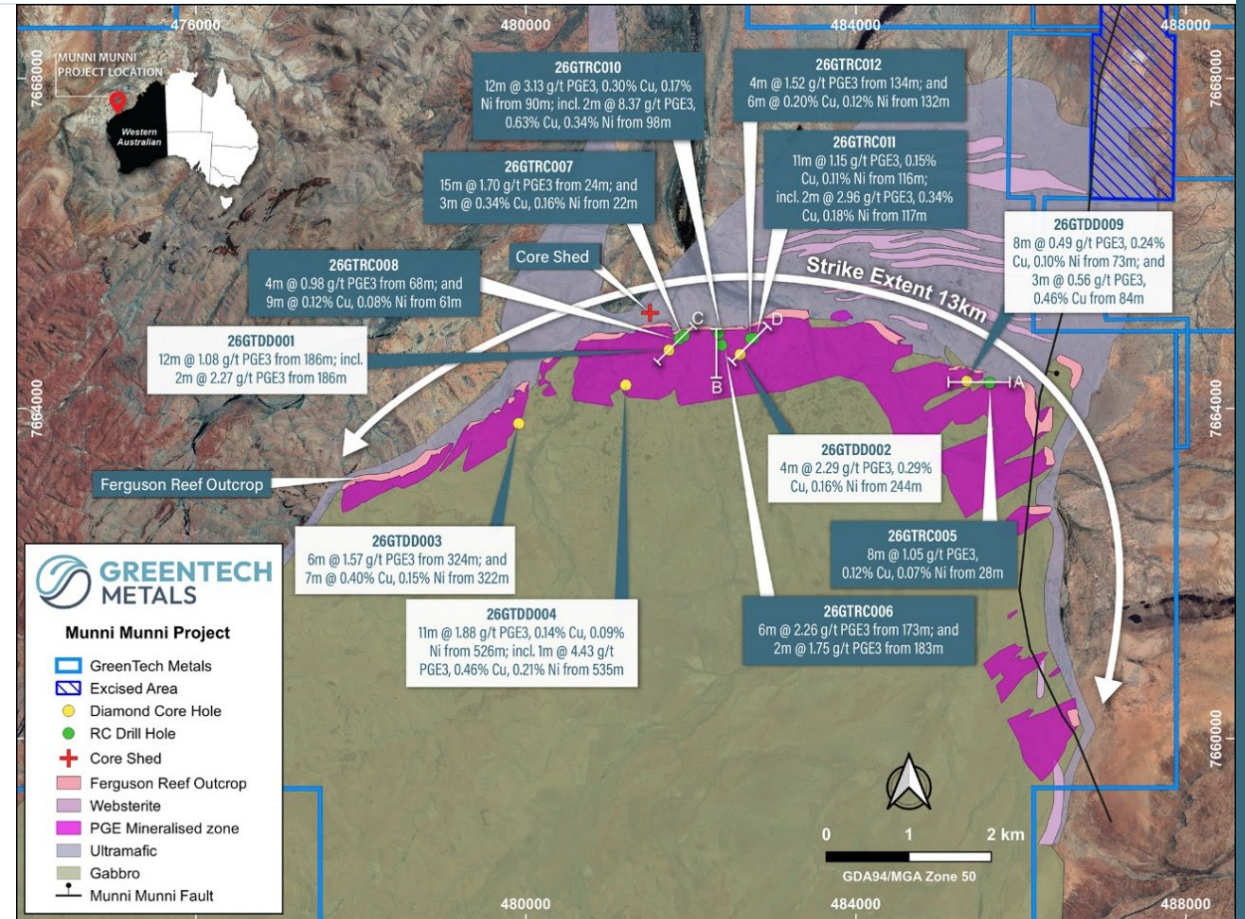 476000
480000
484000
488000
7668000
7668000
MUNNI MUNNI
PROJECT LOCATION
Western
Australian
26GTRC010
12m @ 3.13 g/t PGE3, 0.30% Cu, 0.17%
Ni from 90m; incl. 2m @ 8.37 g/t PGE3,
0.63% Cu, 0.34% Ni from 98m
26GTRC012
4m @ 1.52 g/t PGE3 from 134m; and
6m @ 0.20% Cu, 0.12% Ni from 132m
26GTRC007
15m @ 1.70 g/t PGE3 from 24m; and
3m @ 0.34% Cu, 0.16% Ni from 22m
26GTRC011
11m @ 1.15 g/t PGE3, 0.15%
Cu, 0.11% Ni from 116m;
incl. 2m @ 2.96 g/t PGE3, 0.34%
Cu, 0.18% Ni from 117m
26GTDD009
8m @ 0.49 g/t PGE3, 0.24%
Cu, 0.10% Ni from 73m; and
3m @ 0.56 g/t PGE3,
0.46% Cu from 84m
26GTRC008
4m @ 0.98 g/t PGE3 from 68m; and
9m @ 0.12% Cu, 0.08% Ni from 61m
Core Shed
Strike Extent 13km
26GTDD001
12m @ 1.08 g/t PGE3 from 186m; incl.
2m @ 2.27 g/t PGE3 from 186m
C
D
B
A
7664000
7664000
26GTDD002
4m @ 2.29 g/t PGE3, 0.29%
Cu, 0.16% Ni from 244m
Ferguson Reef Outcrop
26GTDD003
6m @ 1.57 g/t PGE3 from 324m; and
7m @ 0.40% Cu, 0.15% Ni from 322m
26GTRC005
8m @ 1.05 g/t PGE3,
0.12% Cu, 0.07% Ni from 28m
26GTDD004
11m @ 1.88 g/t PGE3, 0.14% Cu, 0.09%
Ni from 526m; incl. 1m @ 4.43 g/t
PGE3, 0.46% Cu, 0.21% Ni from 535m
26GTRC006
6m @ 2.26 g/t PGE3 from 173m; and
2m @ 1.75 g/t PGE3 from 183m
GREENTECH
METALS
Munni Munni Project
GreenTech Metals
Excised Area
Diamond Core Hole
RC Drill Hole
Core Shed
Ferguson Reef Outcrop
Websterite
PGE Mineralised zone
Ultramafic
Gabbro
Munni Munni Fault
7660000
0 1 2 km
GDA94/MGA Zone 50
480000
484000
488000